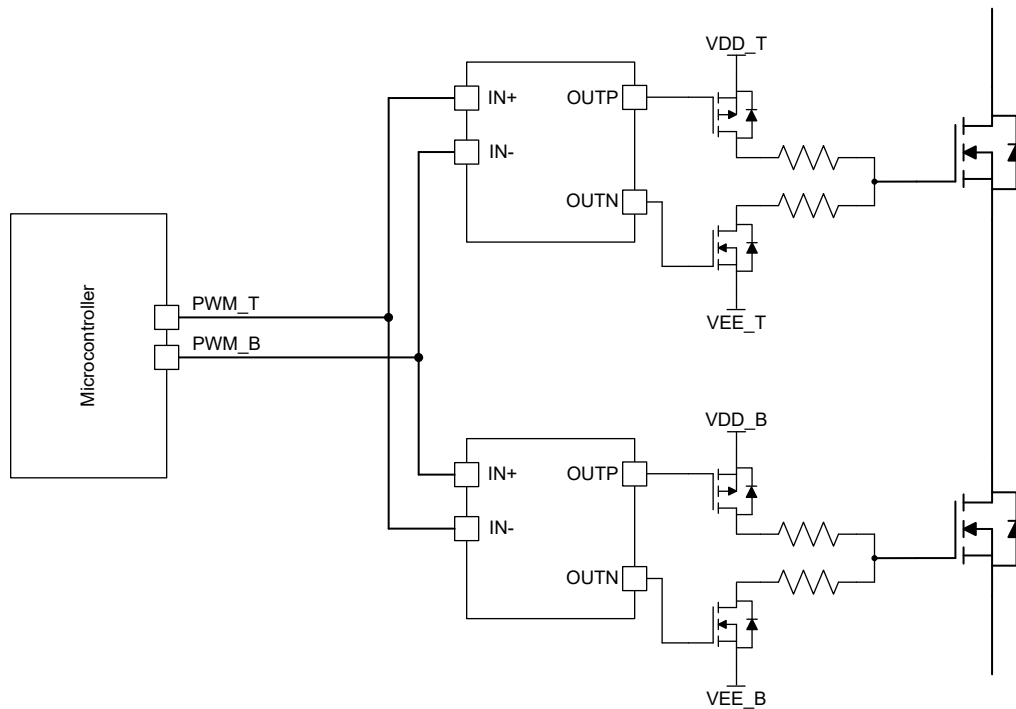 VDD_T
IN+
OUTP
IN-
OUTN
VEE_T
Microcontroller
PWM_T
PWM_B
VDD_B
IN+
OUTP
IN-
OUTN
VEE_B